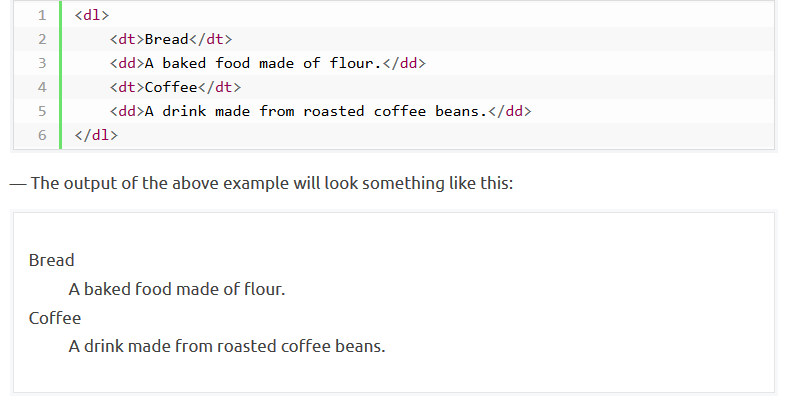 1 <dl>
2     <dt>Bread</dt>
3     <dd>A baked food made of flour.</dd>
4     <dt>Coffee</dt>
5     <dd>A drink made from roasted coffee beans.</dd>
6 </dl>
— The output of the above example will look something like this:
Bread
A baked food made of flour.
Coffee
A drink made from roasted coffee beans.